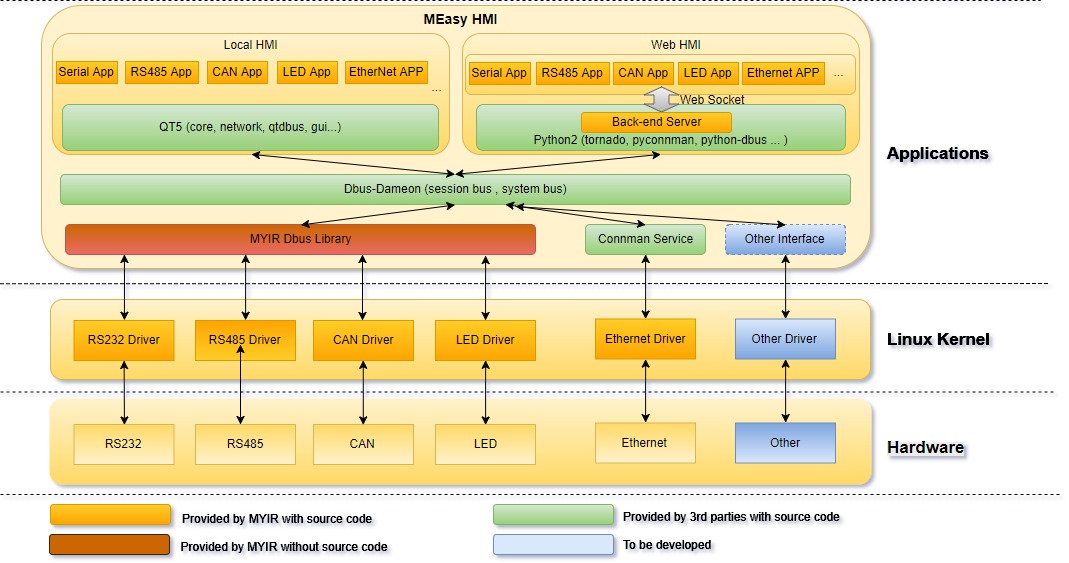 MEasy HMI
Local HMI
Web HMI
Serial App
RS485 App
CAN App
LED App
EtherNet APP
...
Serial App
RS485 App
CAN App
LED App
Ethernet APP
...
Web Socket
QT5 (core, network, qtdbus, gui...)
Back-end Server
Python2 (tornado, pyconnman, python-dbus ... )
Applications
Dbus-Dameon (session bus , system bus)
MYIR Dbus Library
Connman Service
Other Interface
RS232 Driver
RS485 Driver
CAN Driver
LED Driver
Ethernet Driver
Other Driver
Linux Kernel
RS232
RS485
CAN
LED
Ethernet
Other
Hardware
Provided by MYIR with source code
Provided by 3rd parties with source code
Provided by MYIR without source code
To be developed